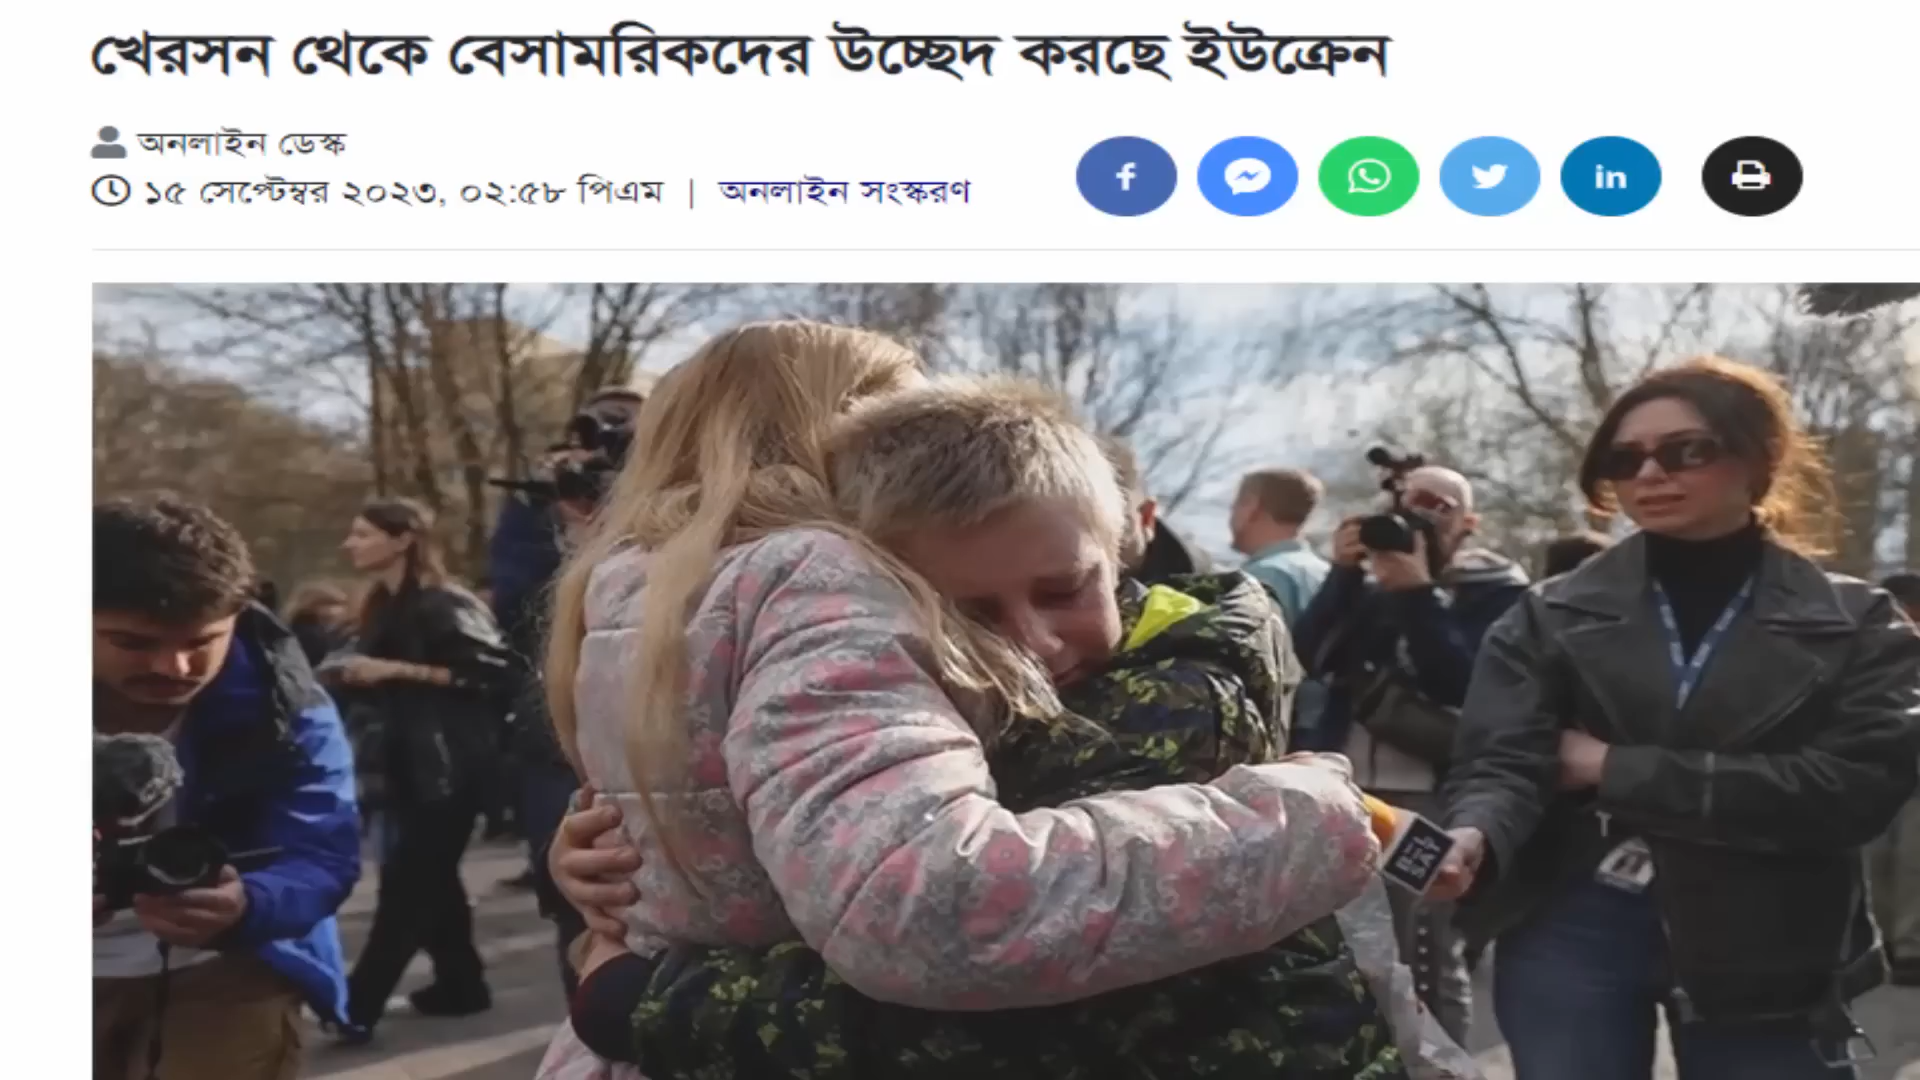 খেরসন থেকে বেসামরিকদের উচ্ছেদ করছে ইউক্রেন
অনলাইন ডেস্ক
১৫ সেপ্টেম্বর ২০২৩, ০২:৫৮ পিএম | অনলাইন সংস্করণ